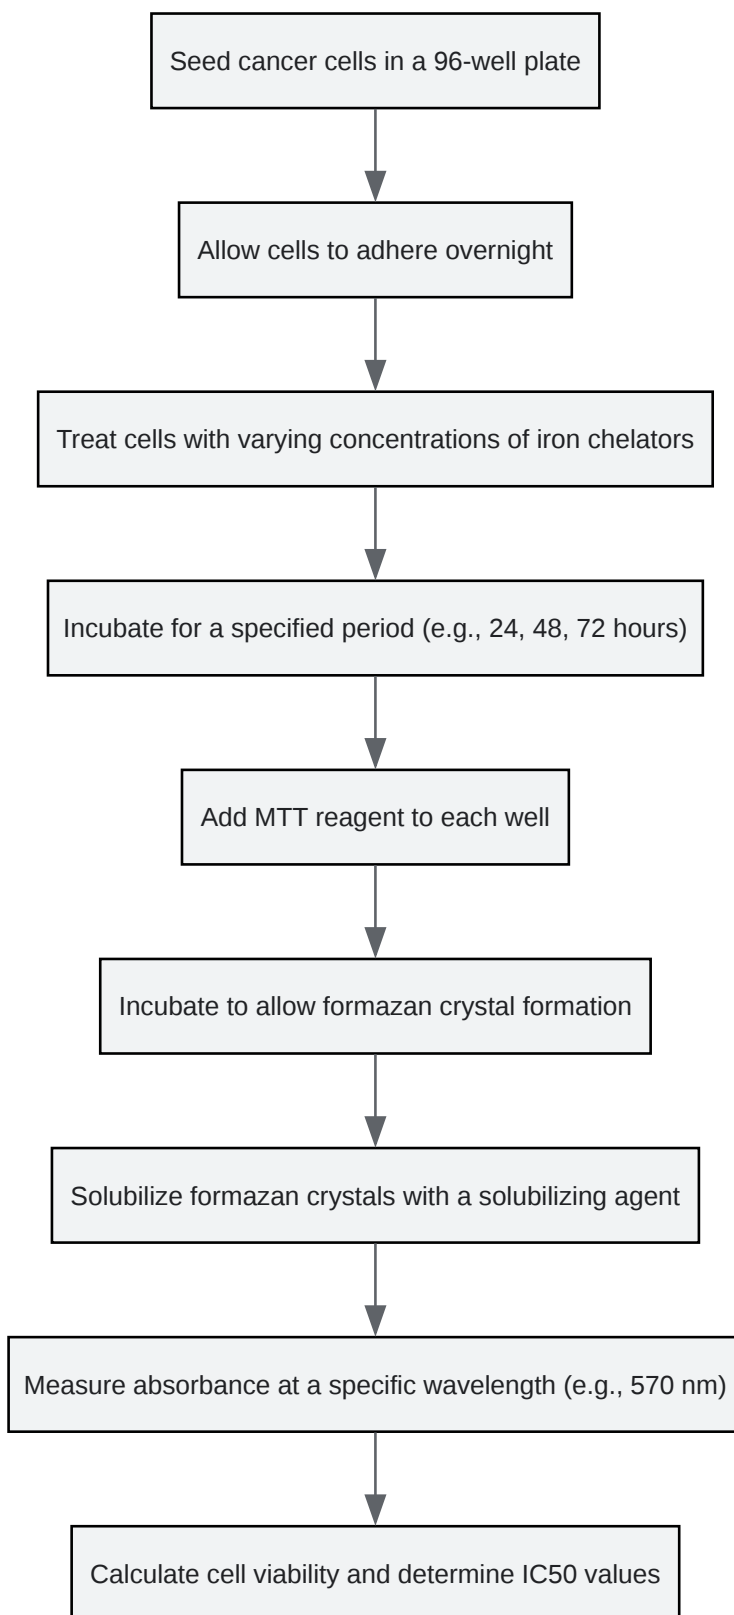 Seed cancer cells in a 96-well plate
Allow cells to adhere overnight
Treat cells with varying concentrations of iron chelators
Incubate for a specified period (e.g., 24, 48, 72 hours)
Add MTT reagent to each well
Incubate to allow formazan crystal formation
Solubilize formazan crystals with a solubilizing agent
Measure absorbance at a specific wavelength (e.g., 570 nm)
Calculate cell viability and determine IC50 values